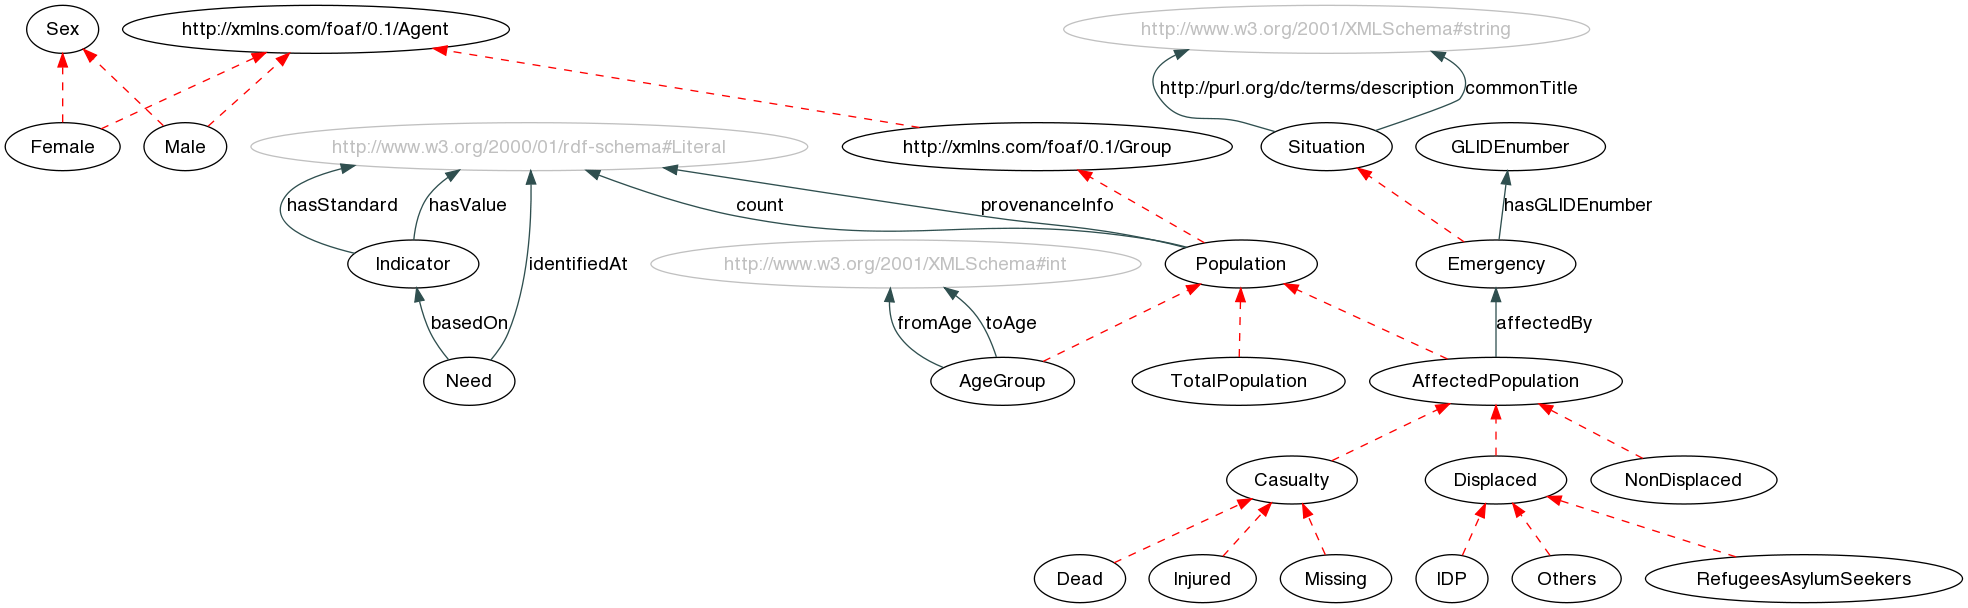 Sex
http://xmlns.com/foaf/0.1/Agent
http://www.w3.org/2001/XMLSchema#string
http://purl.org/dc/terms/description
commonTitle
Female
Male
http://www.w3.org/2000/01/rdf-schema#Literal
http://xmlns.com/foaf/0.1/Group
Situation
GLIDEnumber
hasStandard
hasValue
count
provenanceInfo
hasGLIDEnumber
Indicator
identifiedAt
http://www.w3.org/2001/XMLSchema#int
Population
Emergency
basedOn
fromAge
toAge
affectedBy
Need
AgeGroup
TotalPopulation
AffectedPopulation
Casualty
Displaced
NonDisplaced
Dead
Injured
Missing
IDP
Others
RefugeesAsylumSeekers